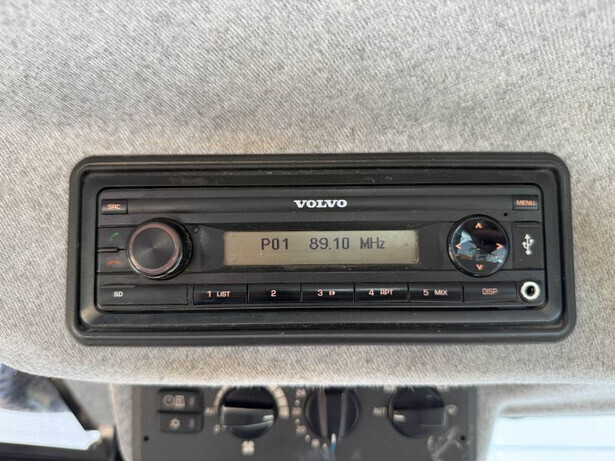 VOLVO
SRC
MENU
P01 89.10 MHz
SD
1 LIST
2
3
4 RPT
5 MIX
DISP